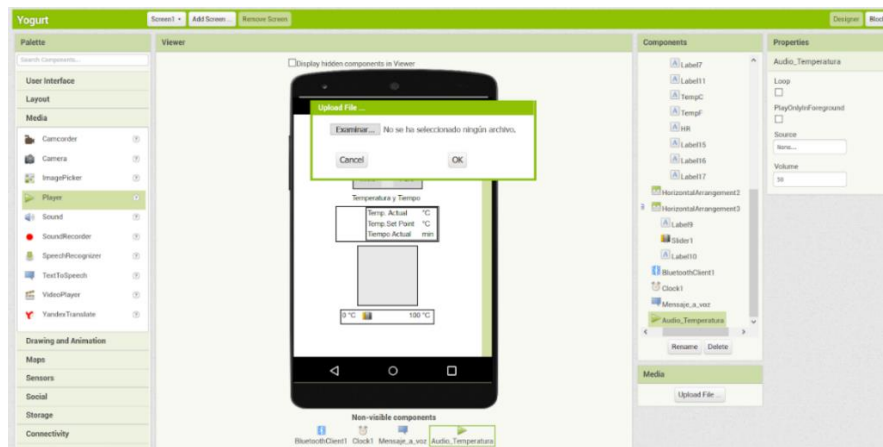 Yogurt
Screen1
Add Screen ...
Remove Screen
Designer
Palette
Viewer
Components
Properties
Search Components...
User Interface
Layout
Media
Camcorder
Camera
ImagePicker
Player
Sound
SoundRecorder
SpeechRecognizer
TextToSpeech
VideoPlayer
YandexTranslate
Drawing and Animation
Maps
Sensors
Social
Storage
Connectivity
Display hidden components in Viewer
Upload File ...
Examinar... No se ha seleccionado ningún archivo.
Cancel
OK
Temperatura y Tiempo
Temp. Actual °C
Temp.Set Point °C
Tiempo Actual min
0 °C
100 °C
Non-visible components
BluetoothClient1
Clock1
Mensaje_a_voz
Audio_Temperatura
Label7
Label11
TempC
TempF
HR
Label15
Label16
Label17
HorizontalArrangement2
HorizontalArrangement3
Label9
Slider1
Label10
BluetoothClient1
Clock1
Mensaje_a_voz
Audio_Temperatura
Rename
Delete
Media
Upload File ...
Audio_Temperatura
Loop
PlayOnlyInForeground
Source
None...
Volume
50